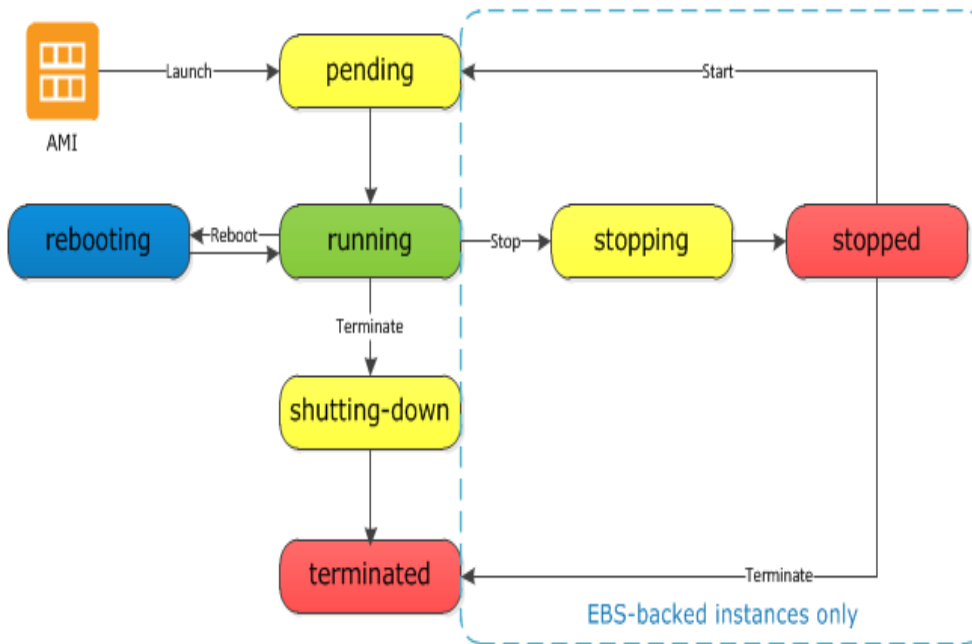 pending
Launch
Start
AMI
rebooting
Reboot
running
Stop
stopping
stopped
Terminate
shutting-down
terminated
Terminate
EBS-backed instances only